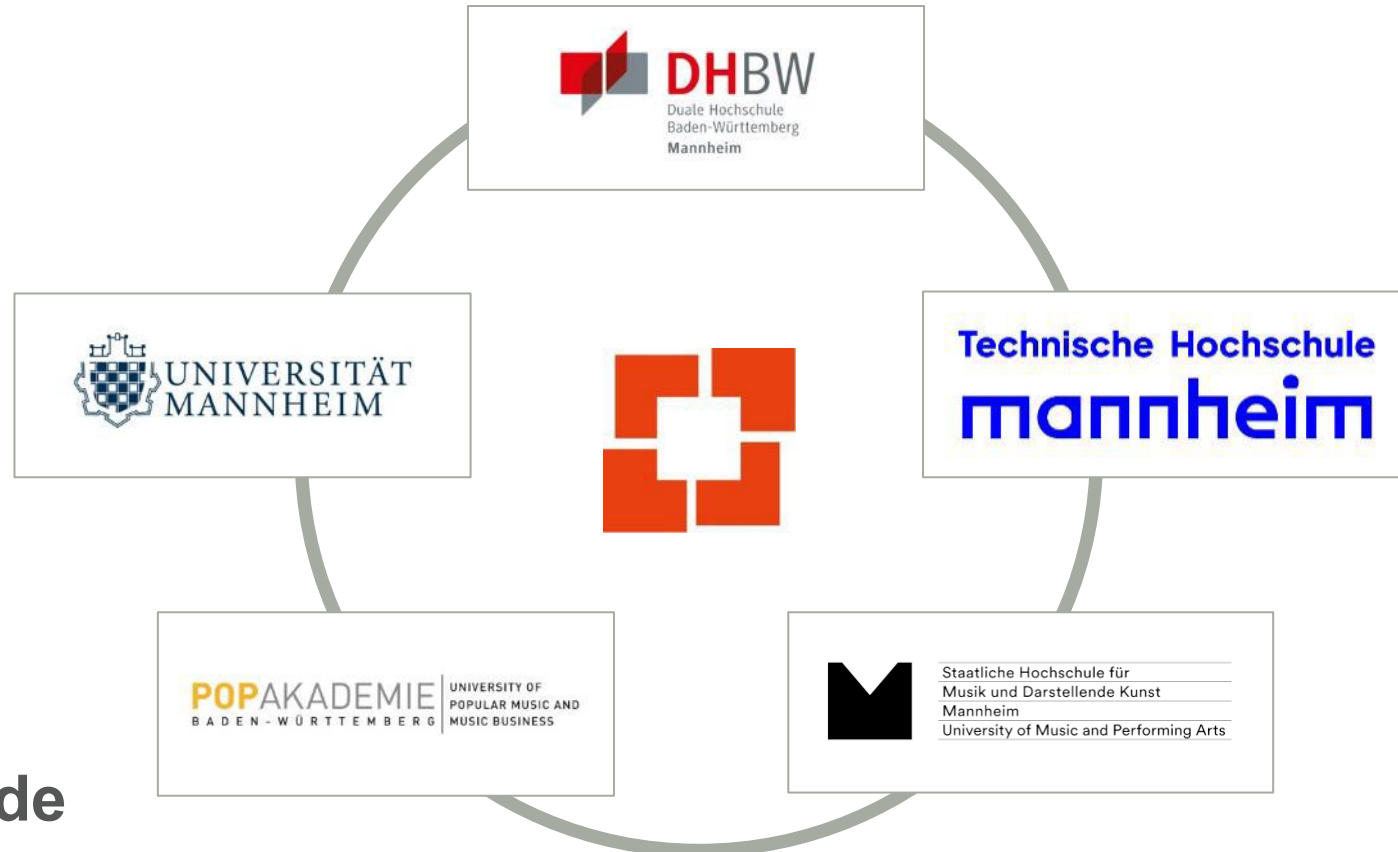 DHBW
Duale Hochschule
Baden-Württemberg
Mannheim
UNIVERSITÄT
MANNHEIM
Technische Hochschule
mannheim
POPAKADEMIE
BADEN-WÜRTTEMBERG
UNIVERSITY OF
POPULAR MUSIC AND
MUSIC BUSINESS
Staatliche Hochschule für
Musik und Darstellende Kunst
Mannheim
University of Music and Performing Arts
de